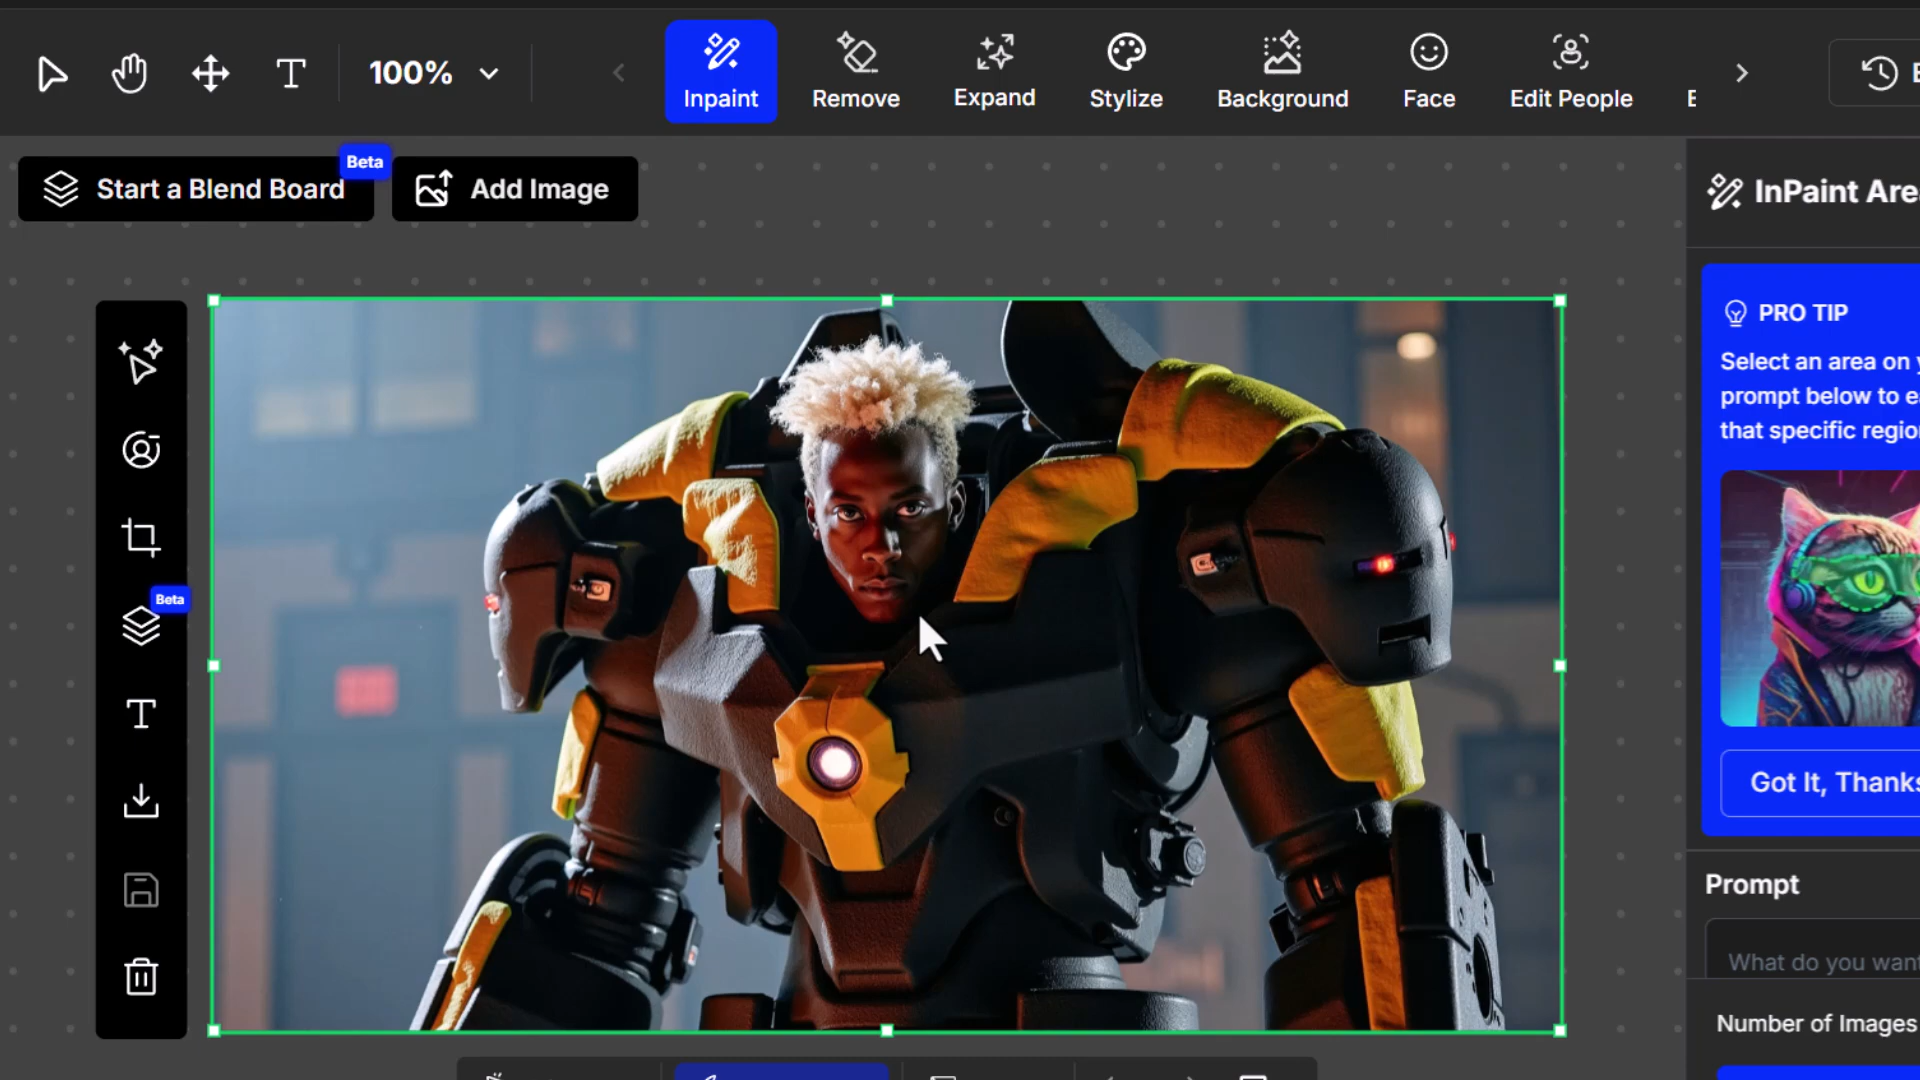 100%
Inpaint
Remove
Expand
Stylize
Background
Face
Edit People
Start a Blend Board
Beta
Add Image
InPaint Are
PRO TIP
Select an area on
prompt below to e
that specific regio
Got It, Thanks
Beta
Prompt
What do you want
Number of Images